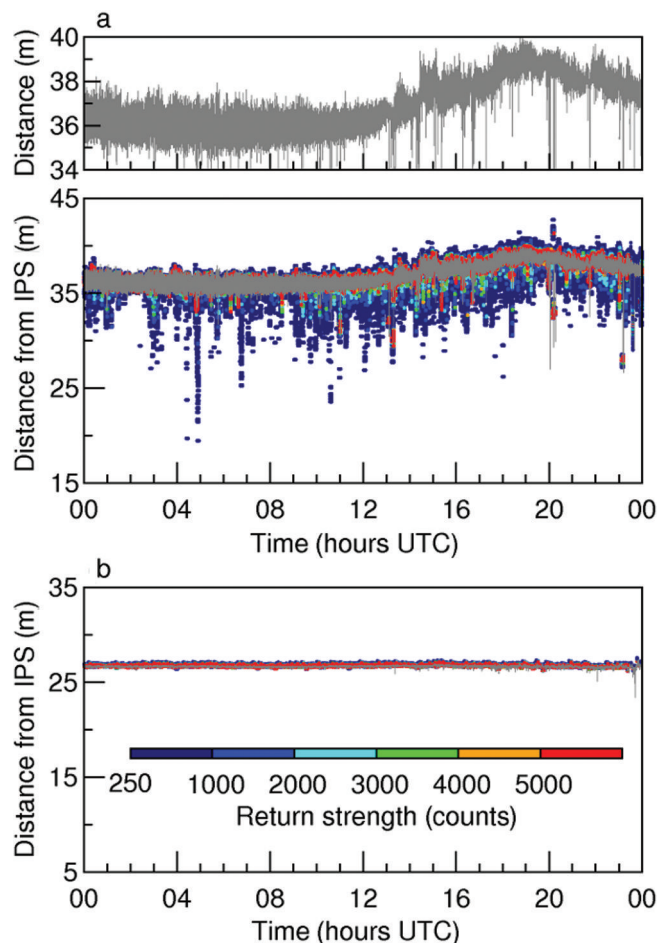 a
Distance (m)
40
38
36
34
Distance from IPS (m)
45
35
25
15
00 04 08 12 16 20 00
Time (hours UTC)
b
Distance from IPS (m)
35
25
15
5
250 1000 2000 3000 4000 5000
Return strength (counts)
00 04 08 12 16 20 00
Time (hours UTC)